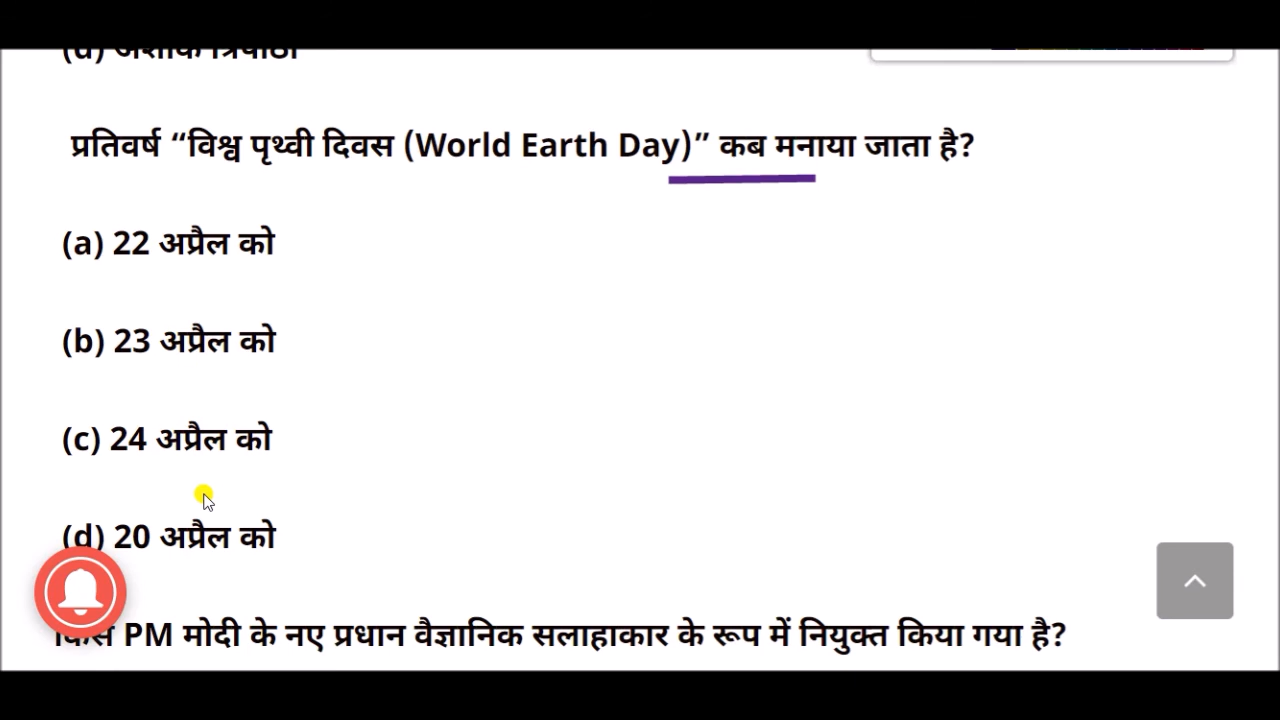 (d) अशोक त्रिपाठी
प्रतिवर्ष “विश्व पृथ्वी दिवस (World Earth Day)” कब मनाया जाता है?
(a) 22 अप्रैल को
(b) 23 अप्रैल को
(c) 24 अप्रैल को
(d) 20 अप्रैल को
किसे PM मोदी के नए प्रधान वैज्ञानिक सलाहाकार के रूप में नियुक्त किया गया है?